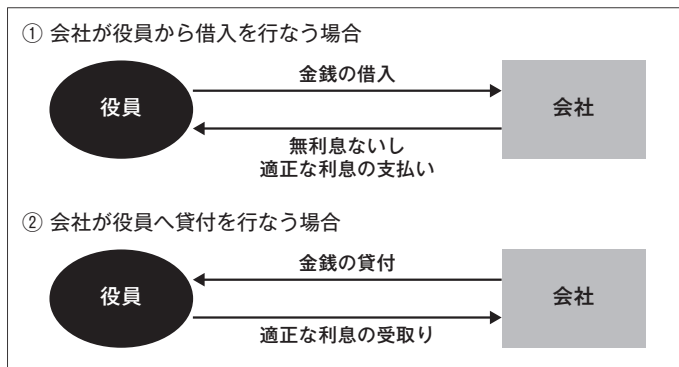 ① 会社が役員から借入を行なう場合
金銭の借入
役員
会社
無利息ないし
適正な利息の支払い
② 会社が役員へ貸付を行なう場合
金銭の貸付
役員
会社
適正な利息の受取り